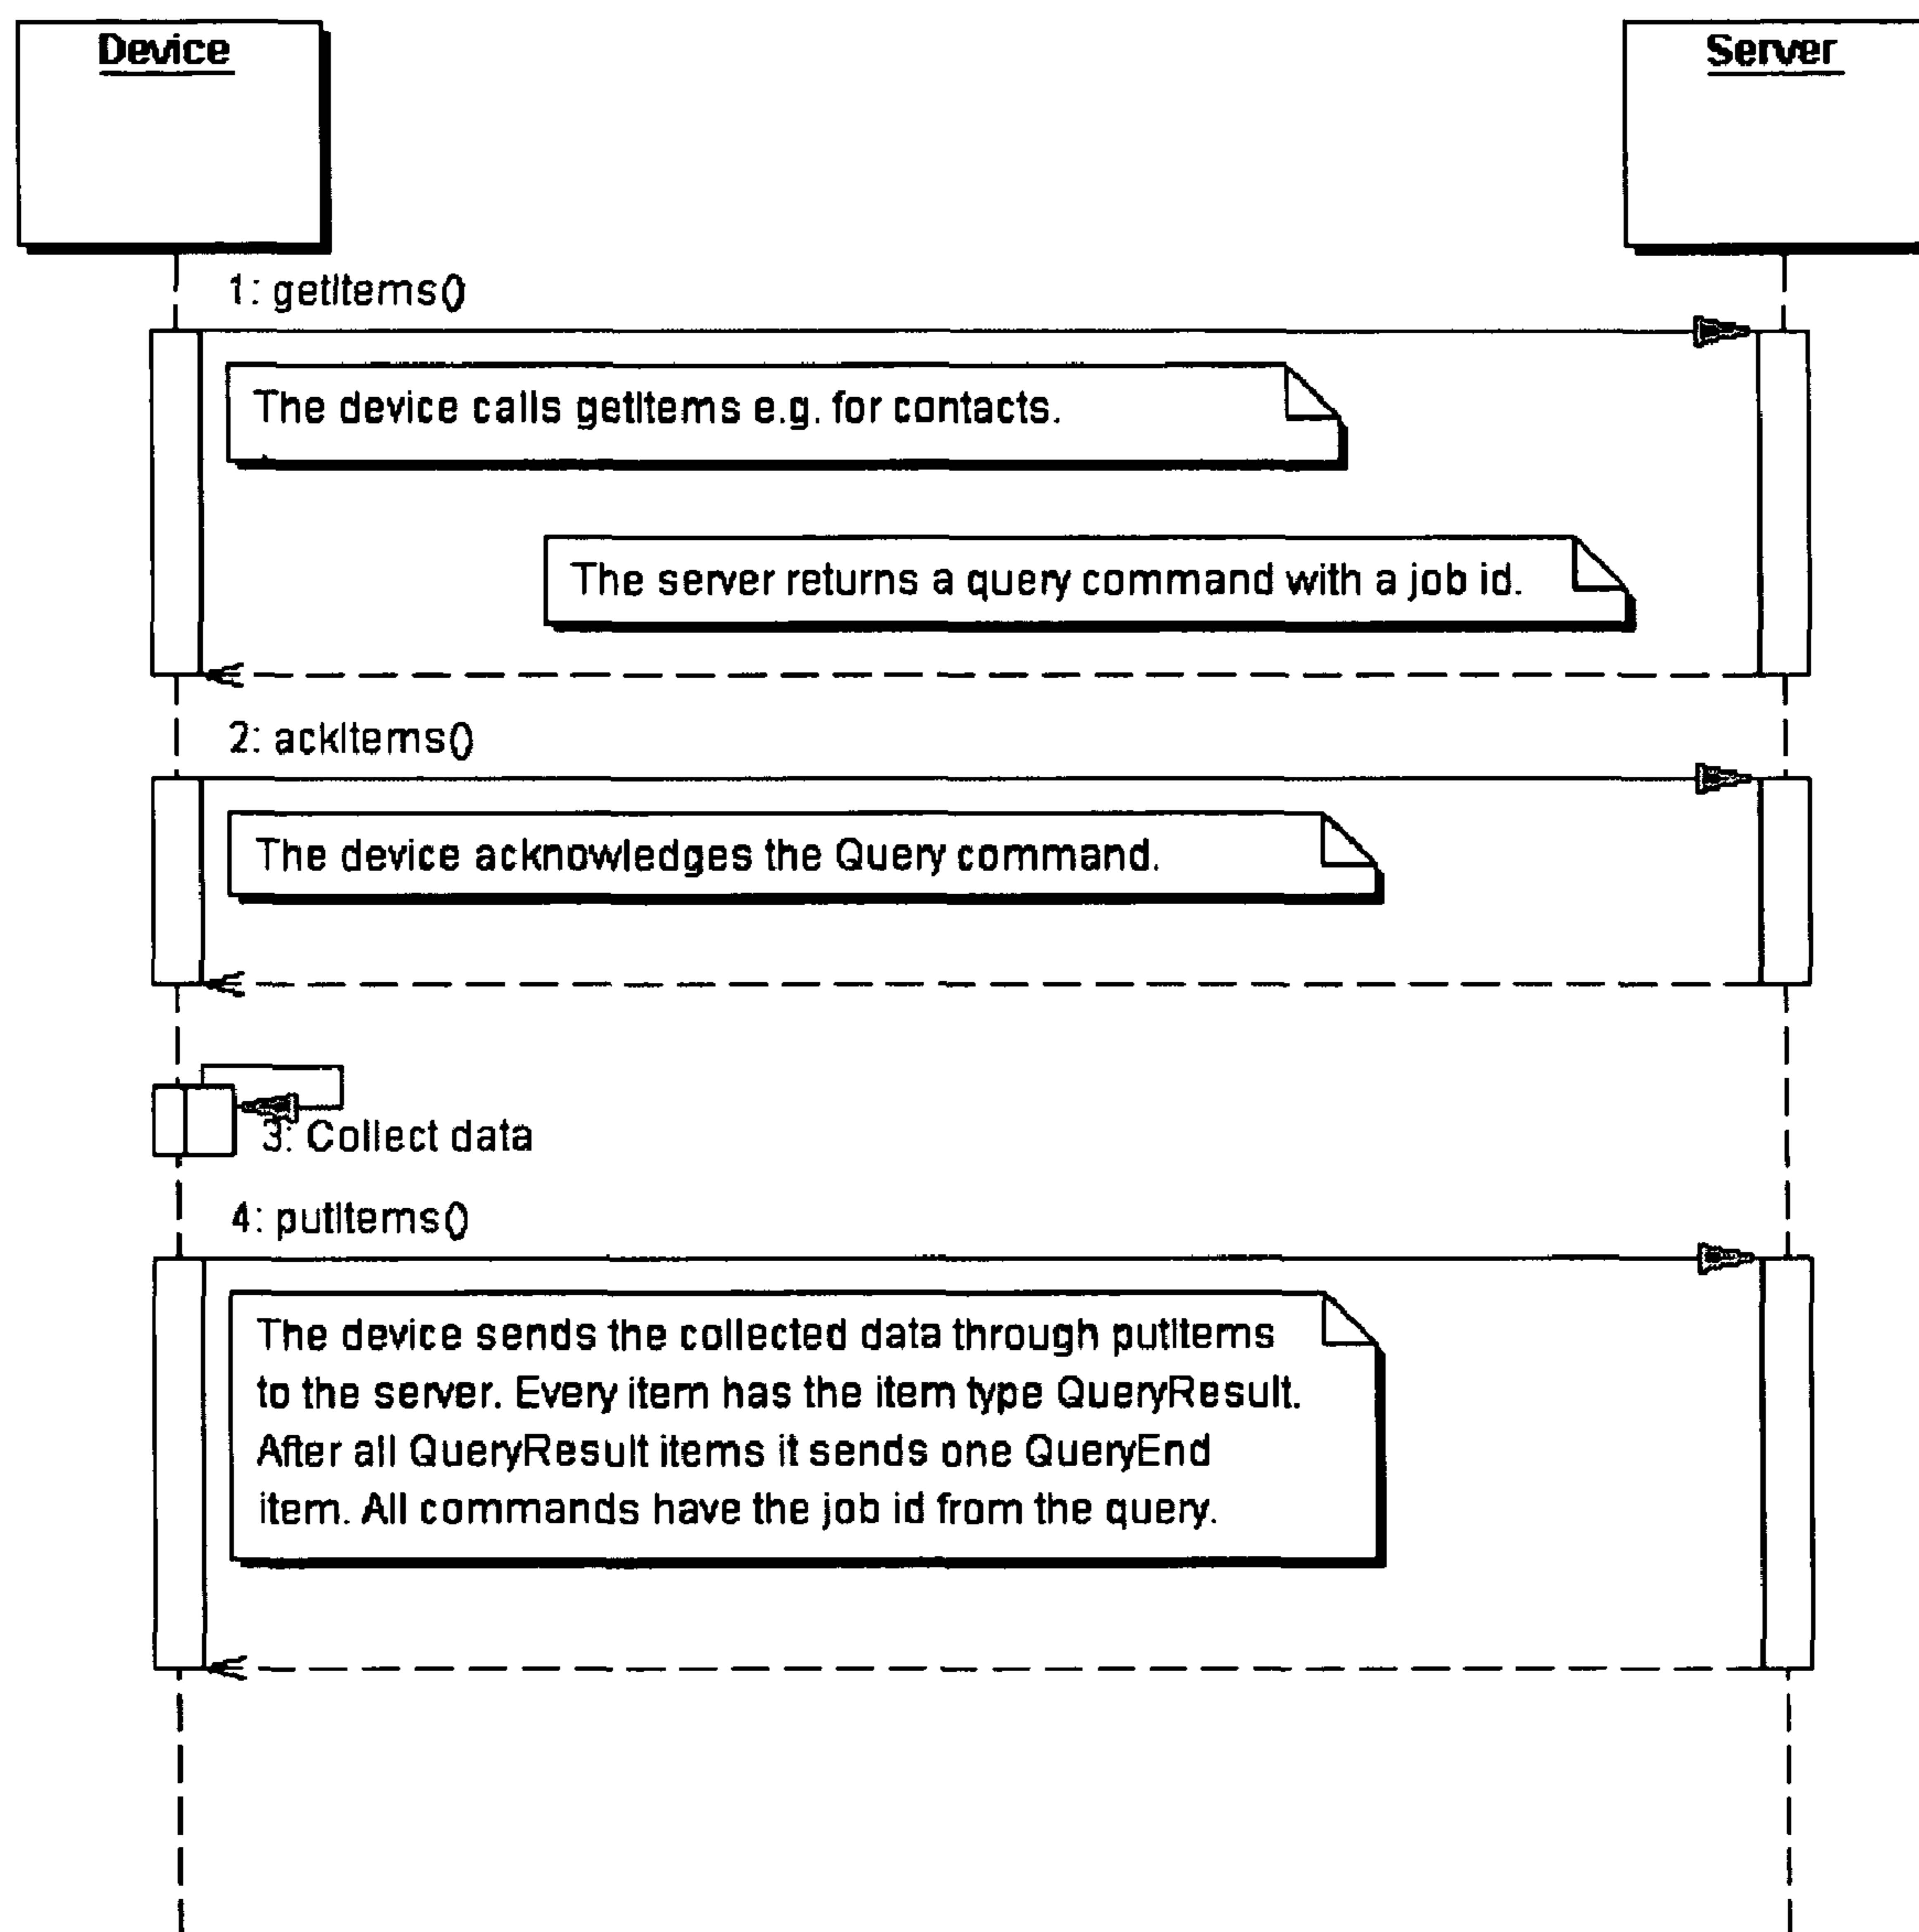 Device
Server
1: getItems()
The device calls getItems e.g. for contacts.
The server returns a query command with a job id.
2: ackItems()
The device acknowledges the Query command.
3: Collect data
4: putItems()
The device sends the collected data through putItems
to the server. Every item has the item type QueryResult.
After all QueryResult items it sends one QueryEnd
item. All commands have the job id from the query.